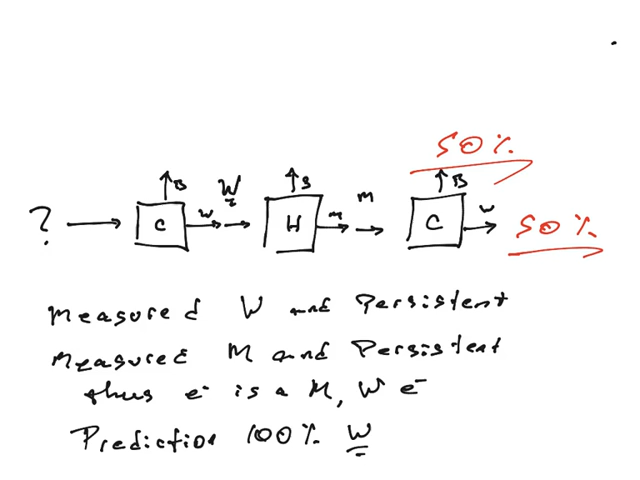 50%
B W S m B w
? C w H m C 50%
Measured W and Persistent
Measured M and Persistent
thus e- is a M, W e-
Prediction 100% W